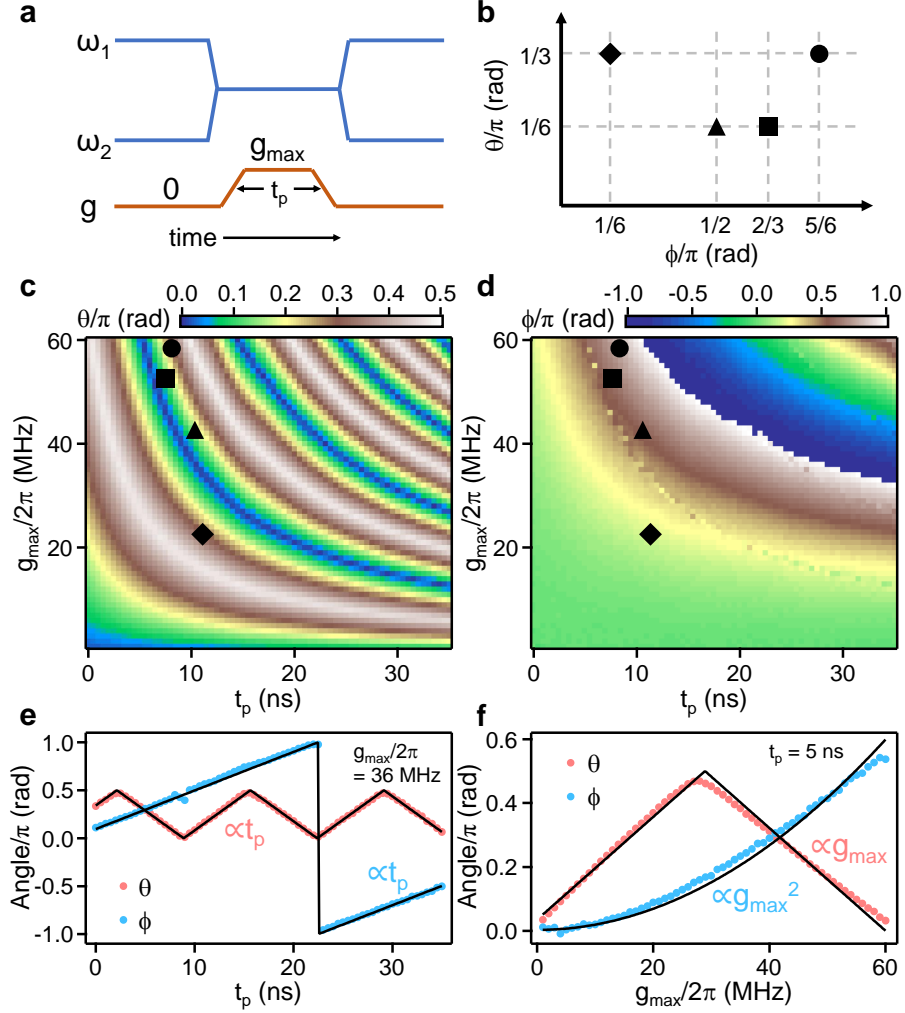 a
ω1
ω2
gmax
0
tp
g
time
b
θ/π (rad)
1/3
1/6
1/6
1/2
2/3
5/6
ϕ/π (rad)
c
θ/π (rad)
0.0
0.1
0.2
0.3
0.4
0.5
gmax/2π (MHz)
60
40
20
0
10
20
30
tp (ns)
d
ϕ/π (rad)
-1.0
-0.5
0.0
0.5
1.0
gmax/2π (MHz)
60
40
20
0
10
20
30
tp (ns)
e
Angle/π (rad)
1.0
0.5
0.0
-0.5
-1.0
gmax/2π
= 36 MHz
∝tp
∝tp
θ
ϕ
0
10
20
30
tp (ns)
f
Angle/π (rad)
0.6
0.4
0.2
0.0
tp = 5 ns
θ
ϕ
∝gmax
∝gmax²
0
20
40
60
gmax/2π (MHz)